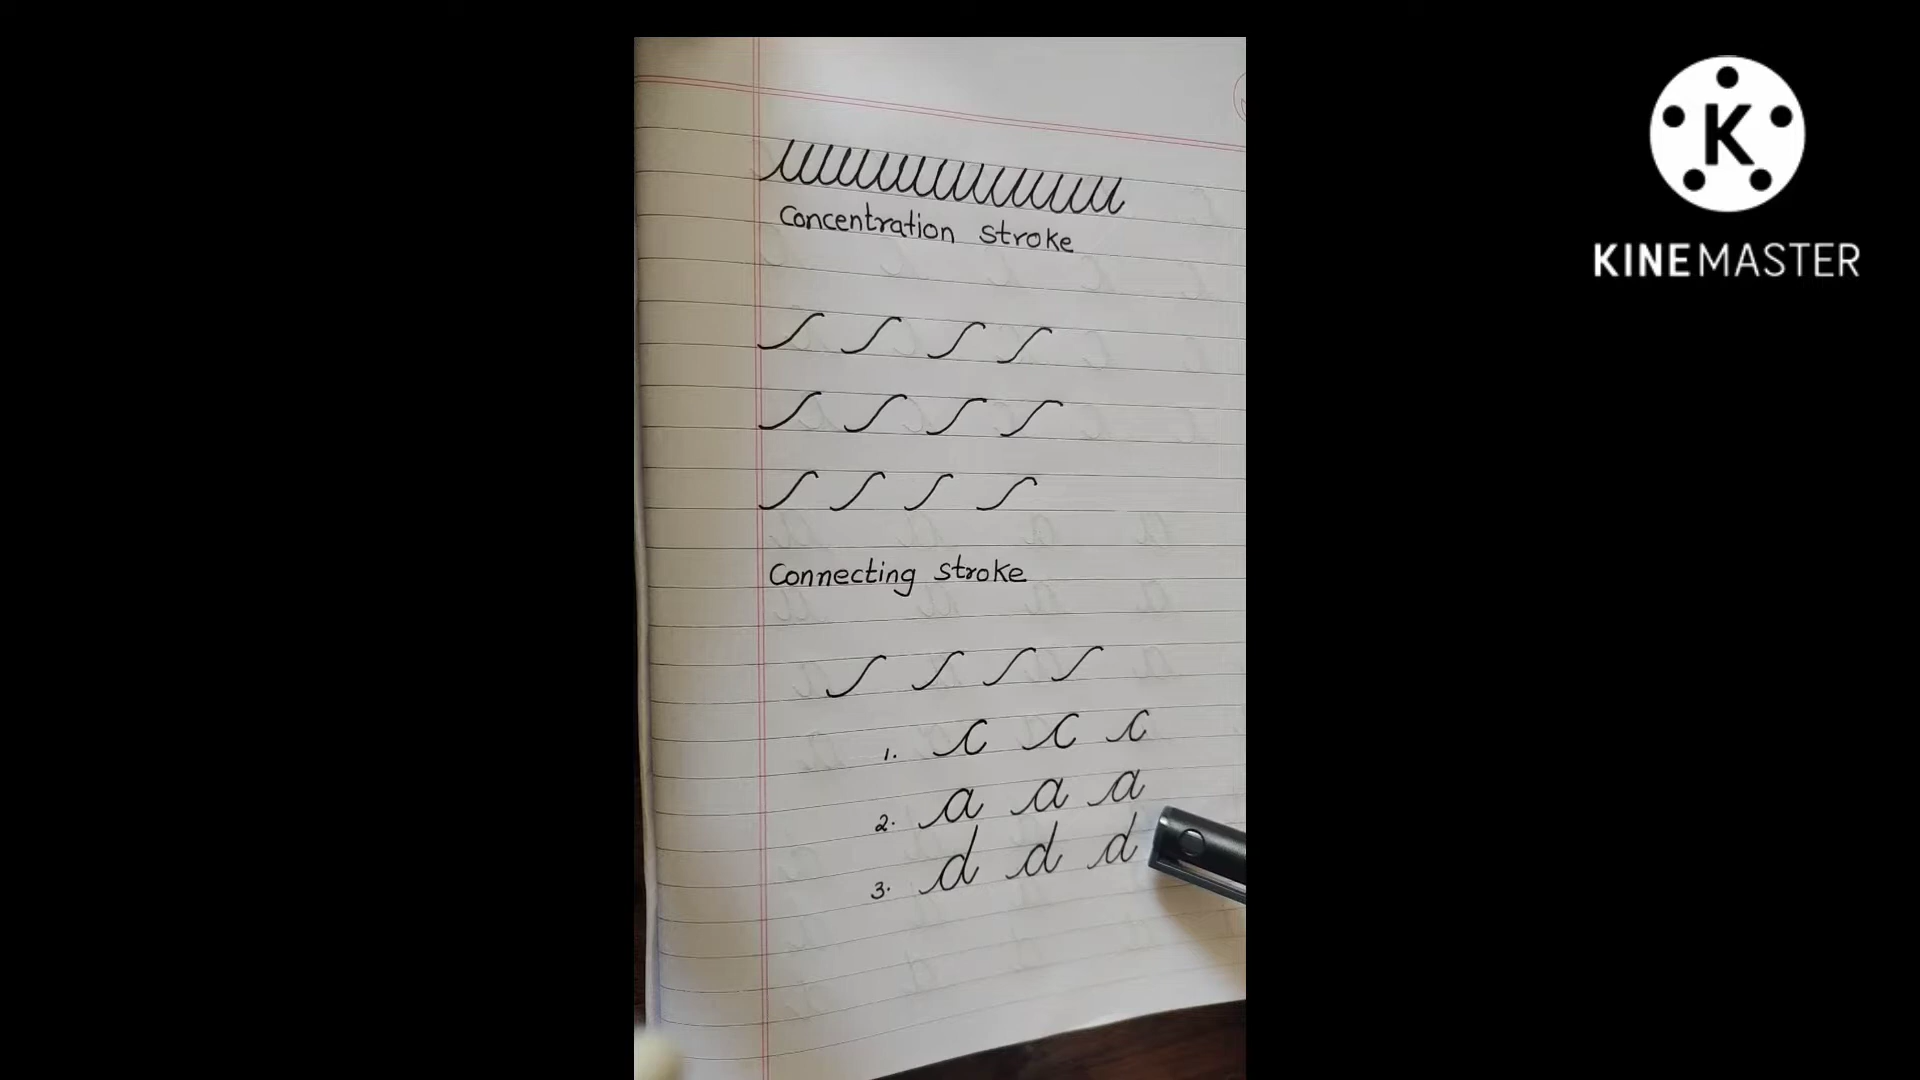 Concentration stroke
Connecting stroke
1. c c c
2. a a a
3. d d d
K
KINEMASTER